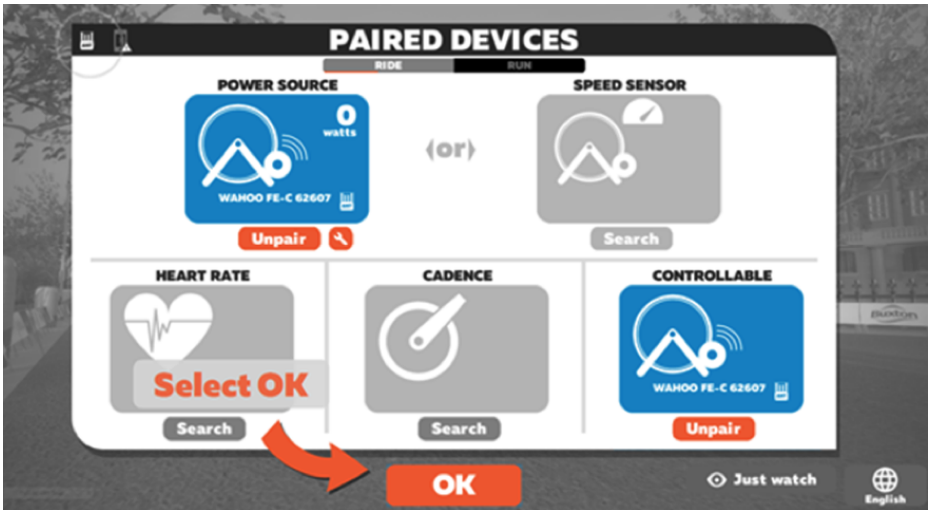 PAIRED DEVICES
RIDE
RUN
POWER SOURCE
SPEED SENSOR
0
watts
(or)
WAHOO FE-C 62607
Unpair
Search
HEART RATE
CADENCE
CONTROLLABLE
Buxton
Select OK
WAHOO FE-C 62607
Search
Search
Unpair
OK
Just watch
English